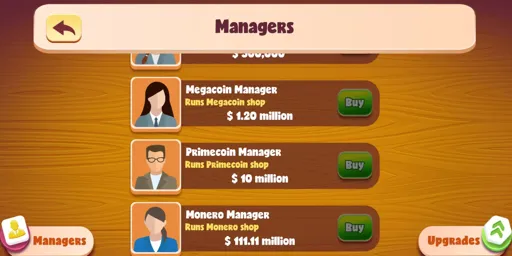 Managers
$ 500,000
Megacoin Manager
Runs Megacoin shop
$ 1.20 million
Buy
Primecoin Manager
Runs Primecoin shop
$ 10 million
Buy
Monero Manager
Runs Monero shop
$ 111.11 million
Buy
Managers
Upgrades